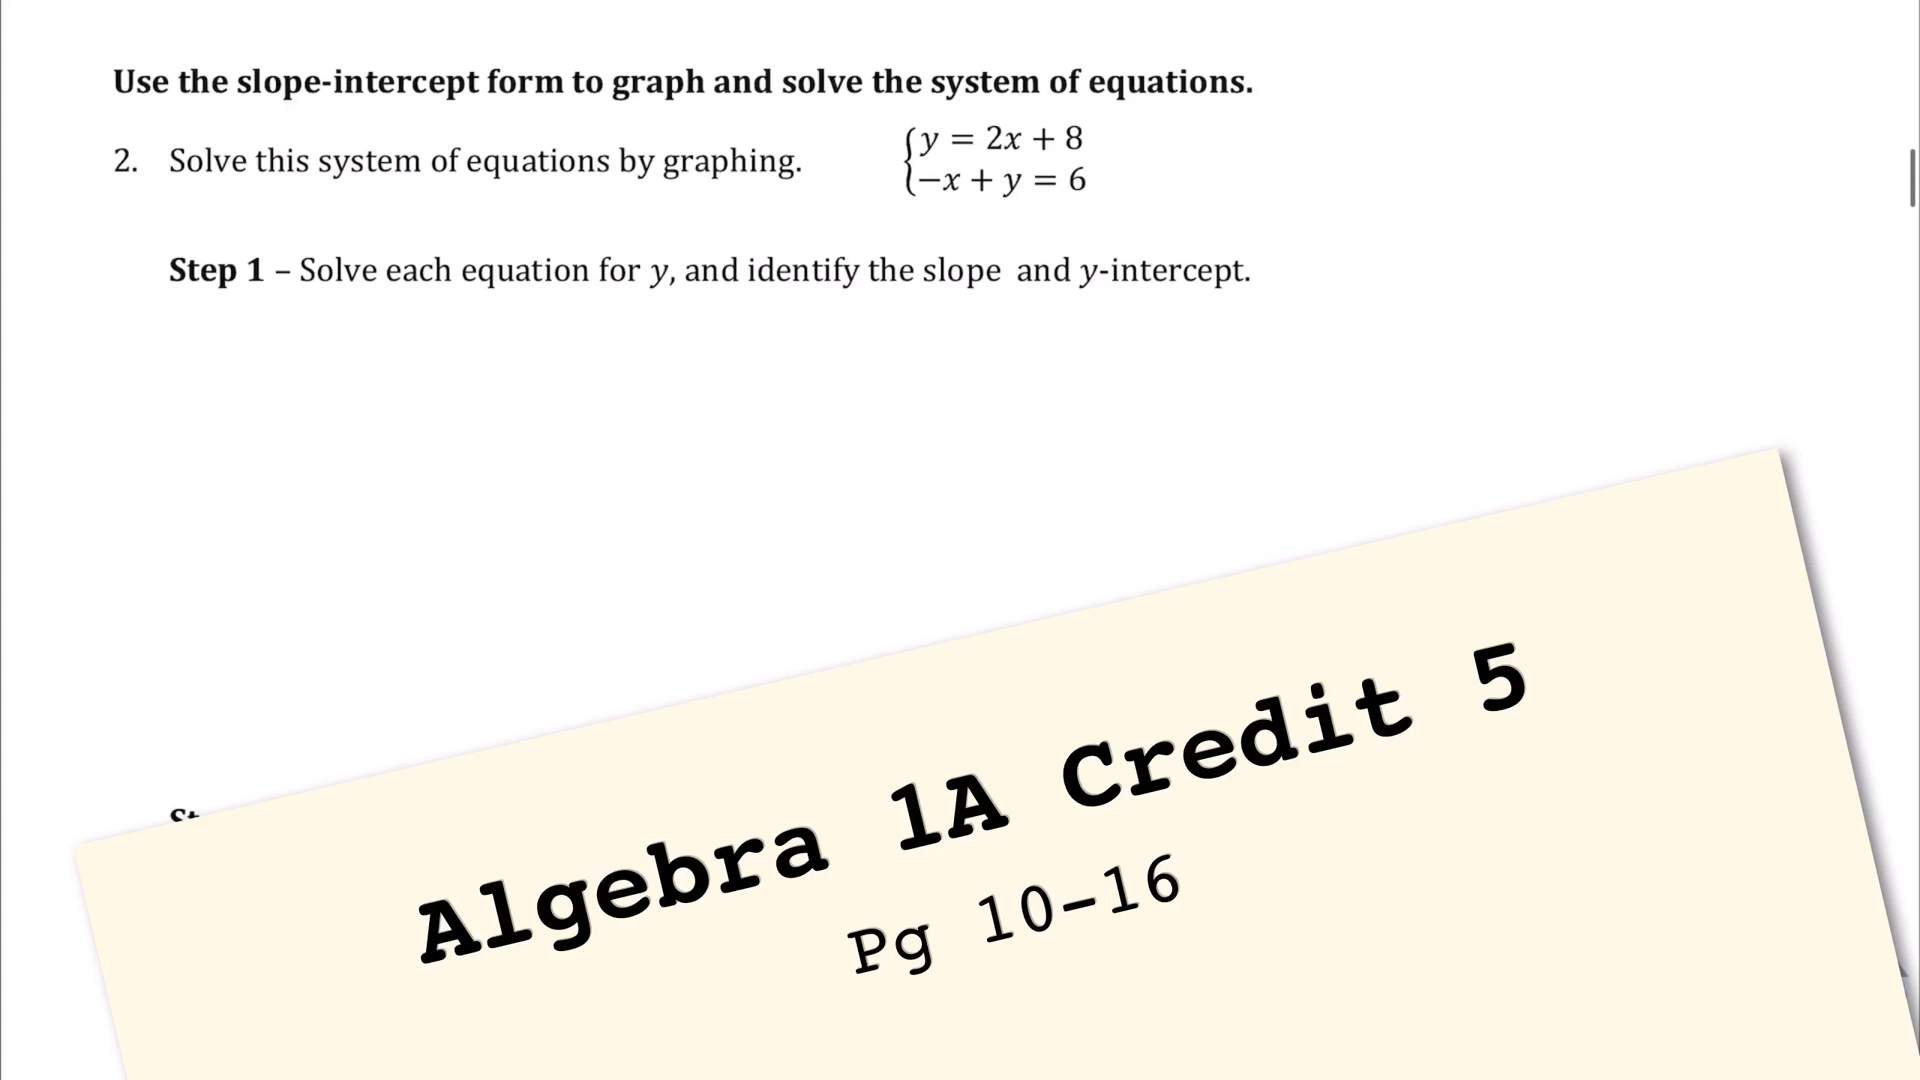 Use the slope-intercept form to graph and solve the system of equations.
2. Solve this system of equations by graphing.
y = 2x + 8
−x + y = 6
Step 1 – Solve each equation for y, and identify the slope and y-intercept.
Algebra 1A Credit 5
Pg 10-16